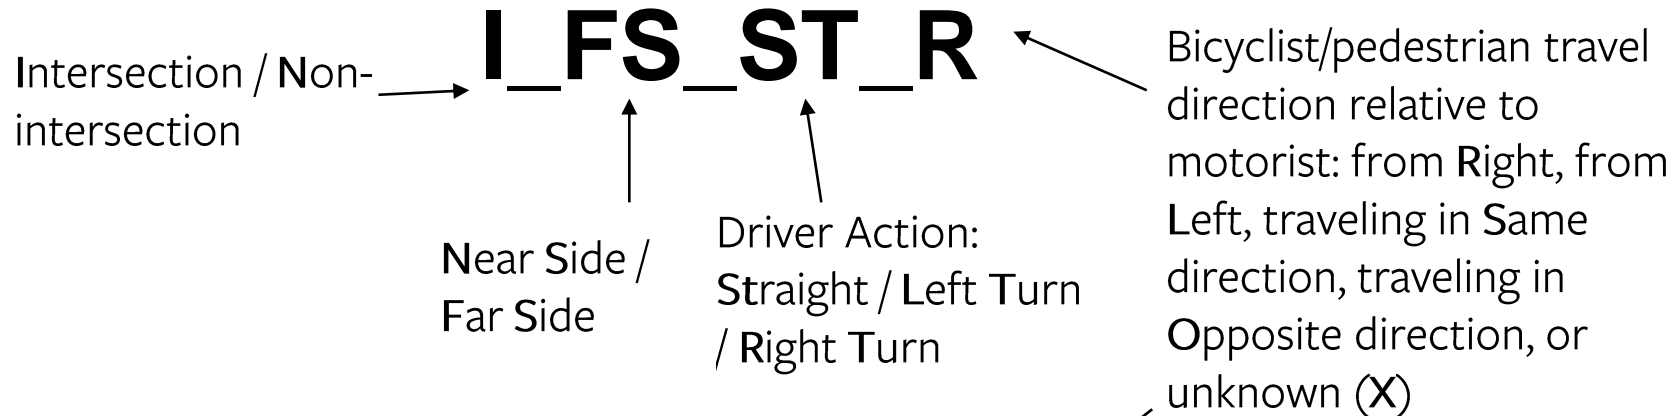 I_FS_ST_R
Intersection / Non-
intersection
Near Side /
Far Side
Driver Action:
Straight / Left Turn
/ Right Turn
Bicyclist/pedestrian travel
direction relative to
motorist: from Right, from
Left, traveling in Same
direction, traveling in
Opposite direction, or
unknown (X)